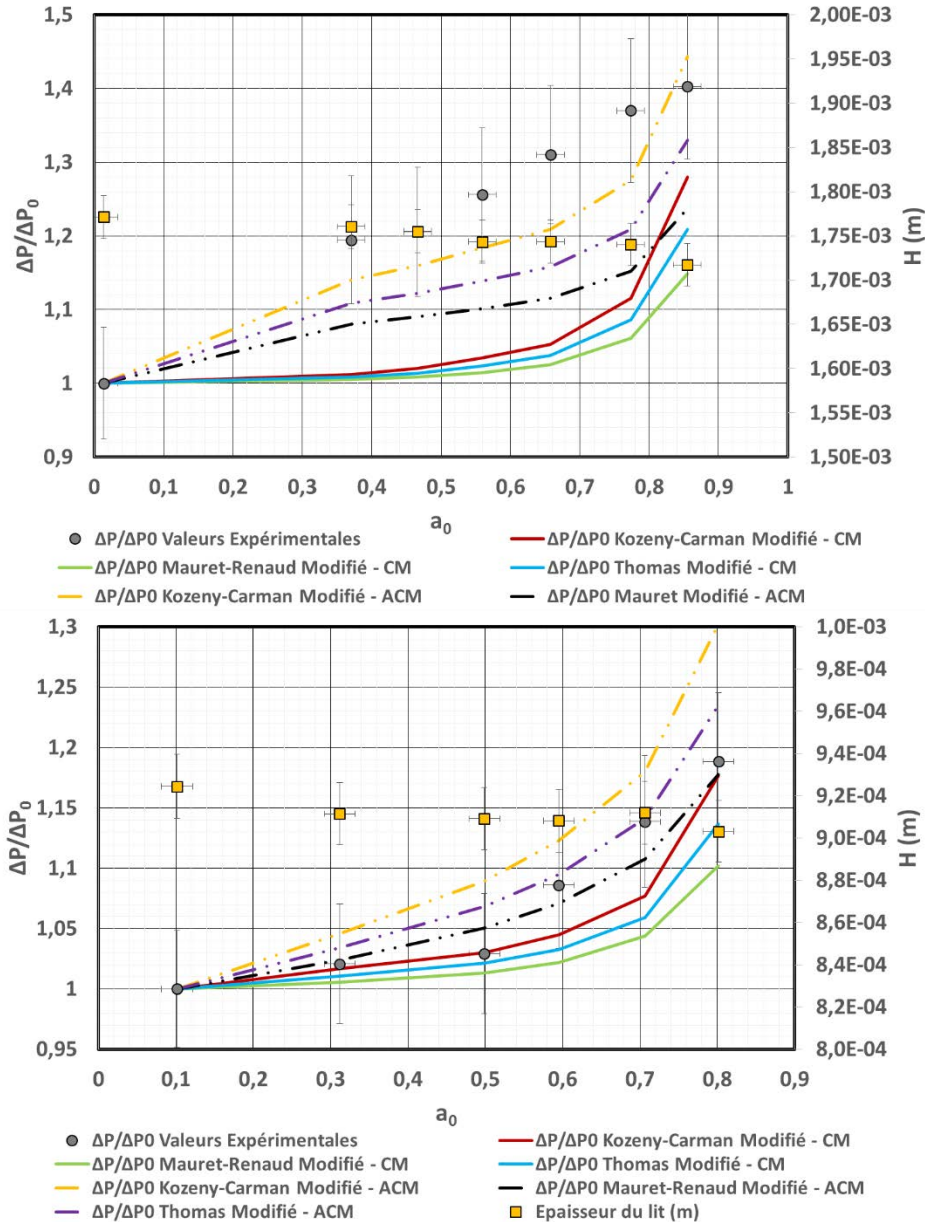 1,5 2,00E-03
1,4 1,95E-03
1,90E-03
1,3 1,85E-03
1,80E-03
1,2 1,75E-03
1,70E-03
1,1 1,65E-03
1 1,60E-03
1,55E-03
0,9 1,50E-03
ΔP/ΔP0
H (m)
0 0,1 0,2 0,3 0,4 0,5 0,6 0,7 0,8 0,9 1
a0
ΔP/ΔP0 Valeurs Expérimentales ΔP/ΔP0 Kozeny-Carman Modifié - CM
ΔP/ΔP0 Mauret-Renaud Modifié - CM ΔP/ΔP0 Thomas Modifié - CM
ΔP/ΔP0 Kozeny-Carman Modifié - ACM ΔP/ΔP0 Mauret Modifié - ACM
1,3 1,0E-03
1,25 9,8E-04
9,6E-04
1,2 9,4E-04
1,15 9,2E-04
9,0E-04
1,1 8,8E-04
1,05 8,6E-04
8,4E-04
1 8,2E-04
0,95 8,0E-04
ΔP/ΔP0
H (m)
0 0,1 0,2 0,3 0,4 0,5 0,6 0,7 0,8 0,9
a0
ΔP/ΔP0 Valeurs Expérimentales ΔP/ΔP0 Kozeny-Carman Modifié - CM
ΔP/ΔP0 Mauret-Renaud Modifié - CM ΔP/ΔP0 Thomas Modifié - CM
ΔP/ΔP0 Kozeny-Carman Modifié - ACM ΔP/ΔP0 Mauret-Renaud Modifié - ACM
ΔP/ΔP0 Thomas Modifié - ACM Epaisseur du lit (m)